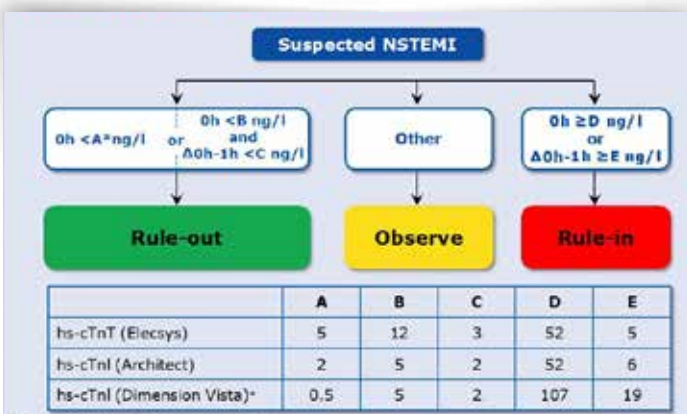 Suspected NSTEMI
0h <A*ng/l
or
0h <B ng/l
and
Δ0h-1h <C ng/l
Other
0h ≥D ng/l
or
Δ0h-1h ≥E ng/l
Rule-out
Observe
Rule-in
A B C D E
hs-cTnT (Elecsys) 5 12 3 52 5
hs-cTnI (Architect) 2 5 2 52 6
hs-cTnI (Dimension Vista)* 0.5 5 2 107 19